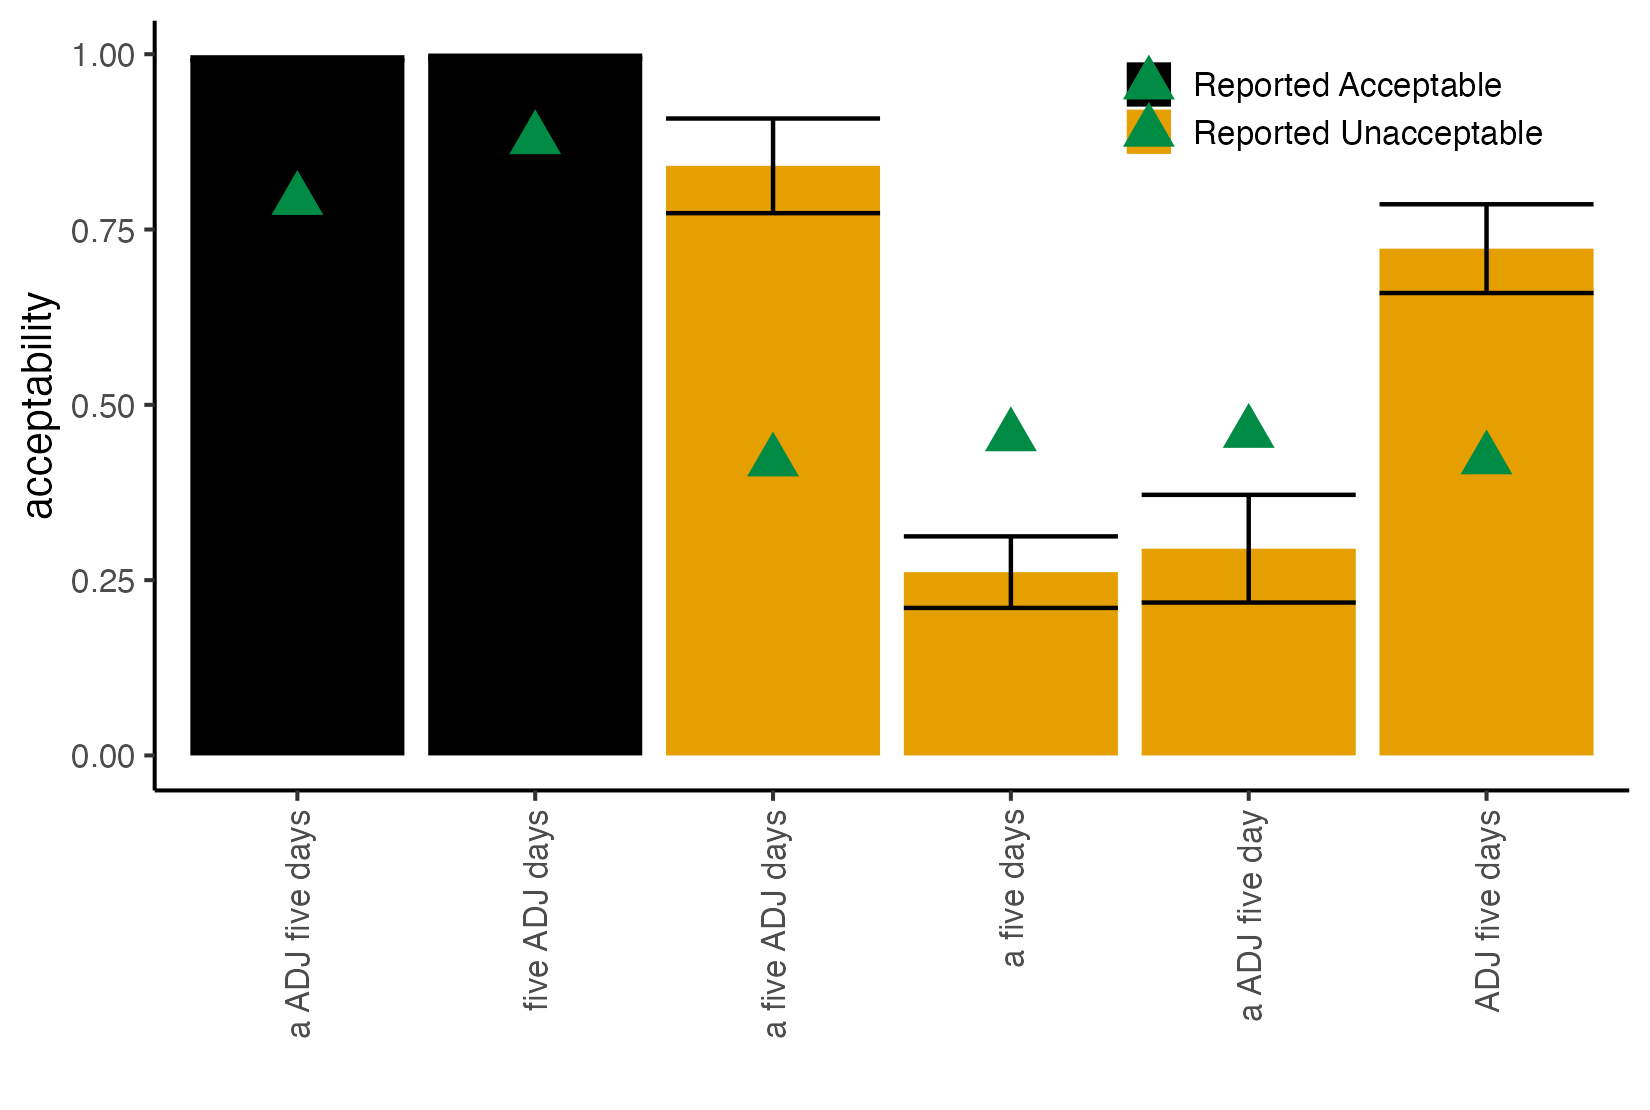 acceptability
1.00
0.75
0.50
0.25
0.00
Reported Acceptable
Reported Unacceptable
a ADJ five days
five ADJ days
a five ADJ days
a five days
a ADJ five day
ADJ five days